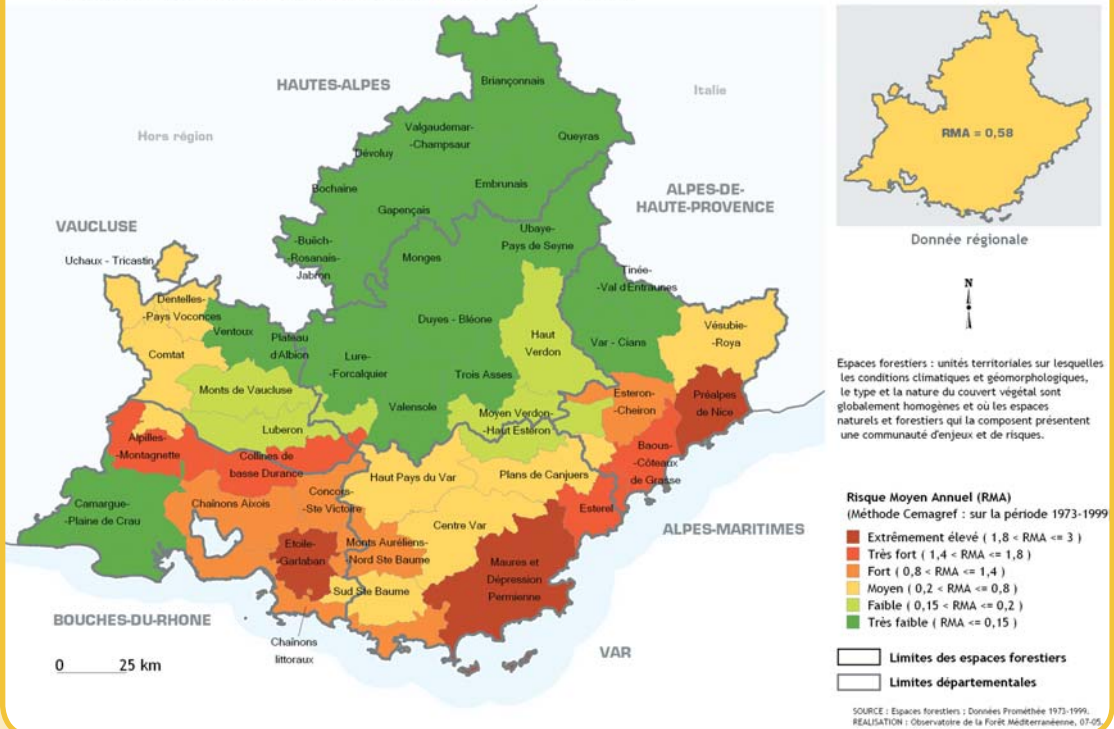 HAUTES-ALPES
Briançonnais
Italie
Hors région
Valgaudemar-
-Champsaur
Queyras
Dévoluy
Embrunais
Bochaine
Gapençais
ALPES-DE-
HAUTE-PROVENCE
VAUCLUSE
-Buëch-
-Rosanais-
Jabron
Monges
Ubaye-
Pays de Seyne
Uchaux - Tricastin
Tinée-
-Val d'Entraunes
Dentelles-
-Pays Voconces
Ventoux
Plateau
d'Albion
Duyes - Bléone
Haut
Verdon
Var - Cians
Vésubie-
-Roya
Comtat
Lure-
-Forcalquier
Trois Asses
Monts de Vaucluse
Valensole
Esteron-
-Cheiron
Préalpes
de Nice
Luberon
Moyen Verdon-
-Haut Estéron
Alpilles-
-Montagnette
Collines de
basse Durance
Baous-
-Côteaux
de Grasse
Haut Pays du Var
Plans de Canjuers
Camargue-
-Plaine de Crau
Chaînons Aixois
Concors-
-Ste Victoire
Centre Var
Esterel
ALPES-MARITIMES
Etoile-
-Garlaban
Monts Auréliens-
-Nord Ste Baume
Maures et
Dépression
Permienne
Sud Ste Baume
BOUCHES-DU-RHONE
Chaînons
littoraux
VAR
0 25 km
RMA = 0,58
Donnée régionale
N
Espaces forestiers : unités territoriales sur lesquelles
les conditions climatiques et géomorphologiques,
le type et la nature du couvert végétal sont
globalement homogènes et où les espaces
naturels et forestiers qui la composent présentent
une communauté d'enjeux et de risques.
Risque Moyen Annuel (RMA)
(Méthode Cemagref : sur la période 1973-1999
Extrêmement élevé ( 1,8 < RMA <= 3 )
Très fort ( 1,4 < RMA <= 1,8 )
Fort ( 0,8 < RMA <= 1,4 )
Moyen ( 0,2 < RMA <= 0,8 )
Faible ( 0,15 < RMA <= 0,2 )
Très faible ( RMA <= 0,15 )
Limites des espaces forestiers
Limites départementales
SOURCE : Espaces forestiers ; Données Prométhée 1973-1999.
REALISATION : Observatoire de la Forêt Méditerranéenne, 07-05.